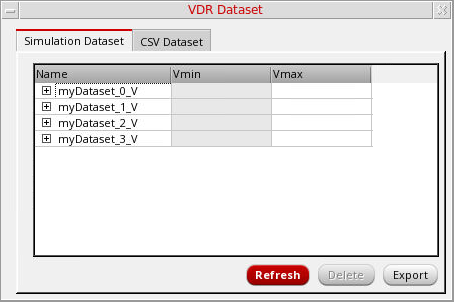 VDR Dataset
Simulation Dataset CSV Dataset
Name Vmin Vmax
myDataset_0_V
myDataset_1_V
myDataset_2_V
myDataset_3_V
Refresh Delete Export